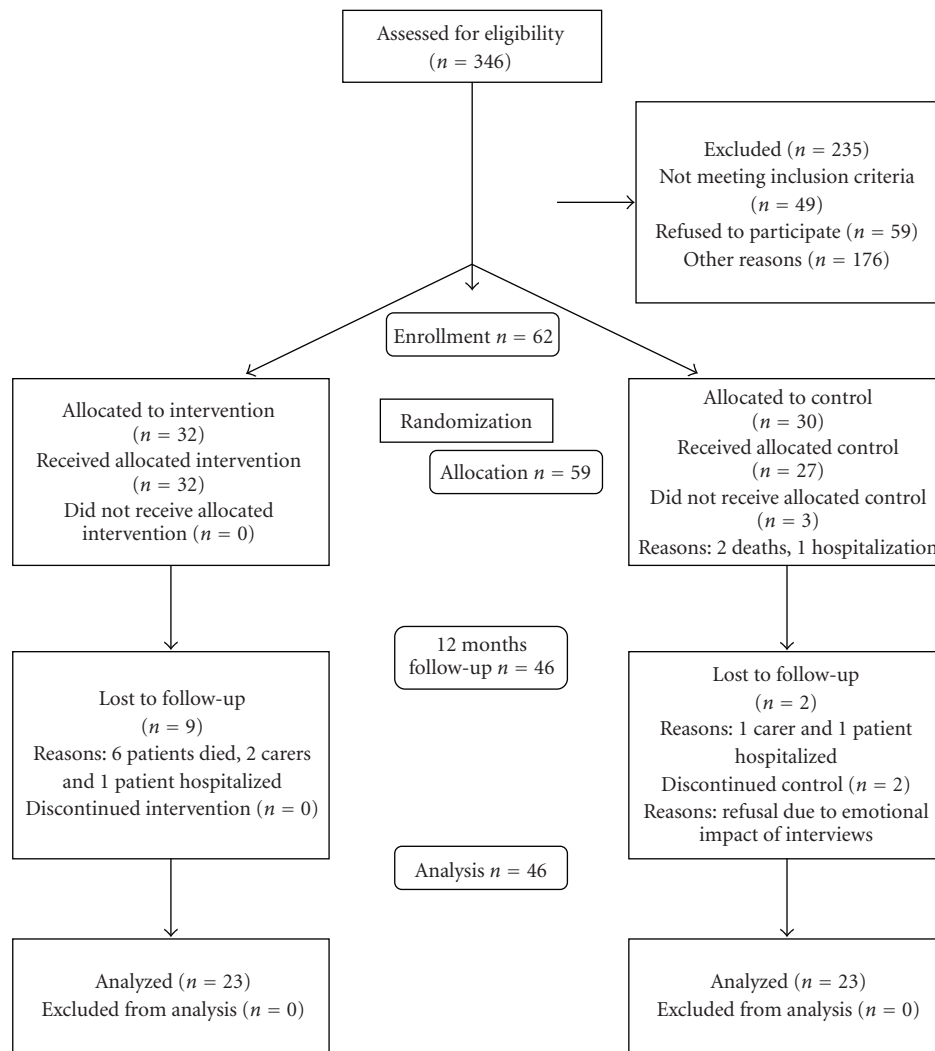 Assessed for eligibility
(n = 346)
Excluded (n = 235)
Not meeting inclusion criteria
(n = 49)
Refused to participate (n = 59)
Other reasons (n = 176)
Enrollment n = 62
Allocated to intervention
(n = 32)
Received allocated intervention
(n = 32)
Did not receive allocated
intervention (n = 0)
Randomization
Allocation n = 59
Allocated to control
(n = 30)
Received allocated control
(n = 27)
Did not receive allocated control
(n = 3)
Reasons: 2 deaths, 1 hospitalization
12 months
follow-up n = 46
Lost to follow-up
(n = 9)
Reasons: 6 patients died, 2 carers
and 1 patient hospitalized
Discontinued intervention (n = 0)
Lost to follow-up
(n = 2)
Reasons: 1 carer and 1 patient
hospitalized
Discontinued control (n = 2)
Reasons: refusal due to emotional
impact of interviews
Analysis n = 46
Analyzed (n = 23)
Excluded from analysis (n = 0)
Analyzed (n = 23)
Excluded from analysis (n = 0)